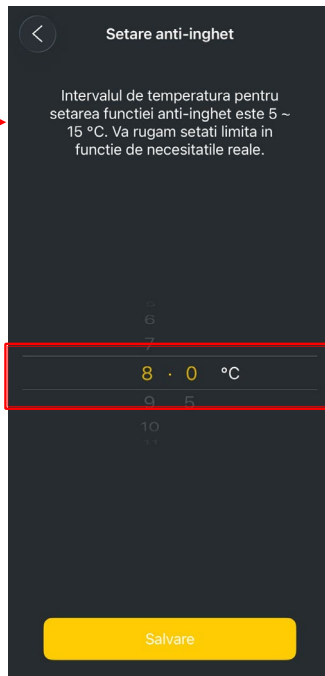 Setare anti-inghet
Intervalul de temperatura pentru
setarea functiei anti-inghet este 5 ~
15 °C. Va rugam setati limita in
functie de necesitatile reale.
6
7
8 . 0 °C
9 5
10
11
Salvare